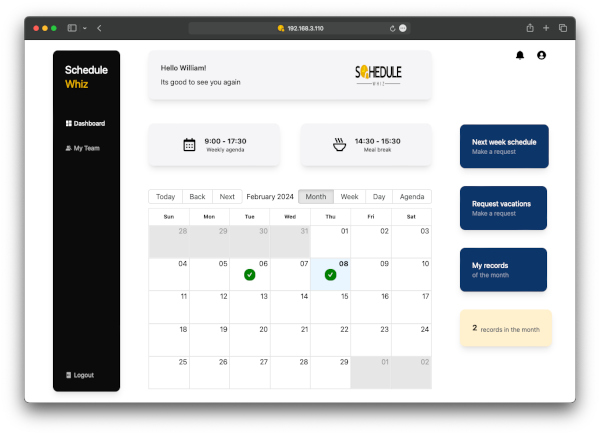 192.168.3.110
Schedule
Whiz
Dashboard
My Team
Logout
Hello William!
Its good to see you again
SCHEDULE
WHIZ
9:00 - 17:30
Weekly agenda
14:30 - 15:30
Meal break
Today Back Next February 2024 Month Week Day Agenda
Sun Mon Tue Wed Thu Fri Sat
28 29 30 31 01 02 03
04 05 06 07 08 09 10
11 12 13 14 15 16 17
18 19 20 21 22 23 24
25 26 27 28 29 01 02
Next week schedule
Make a request
Request vacations
Make a request
My records
of the month
2 records in the month